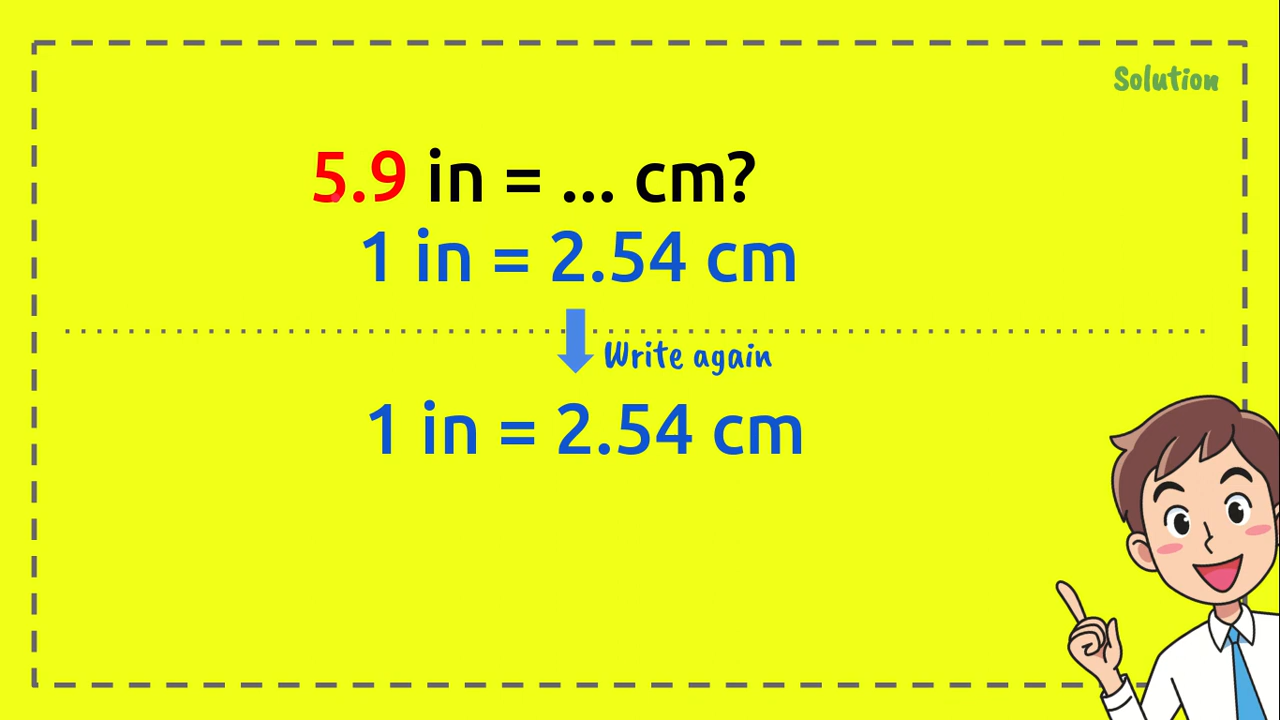 Solution
5.9 in = ... cm?
1 in = 2.54 cm
Write again
1 in = 2.54 cm